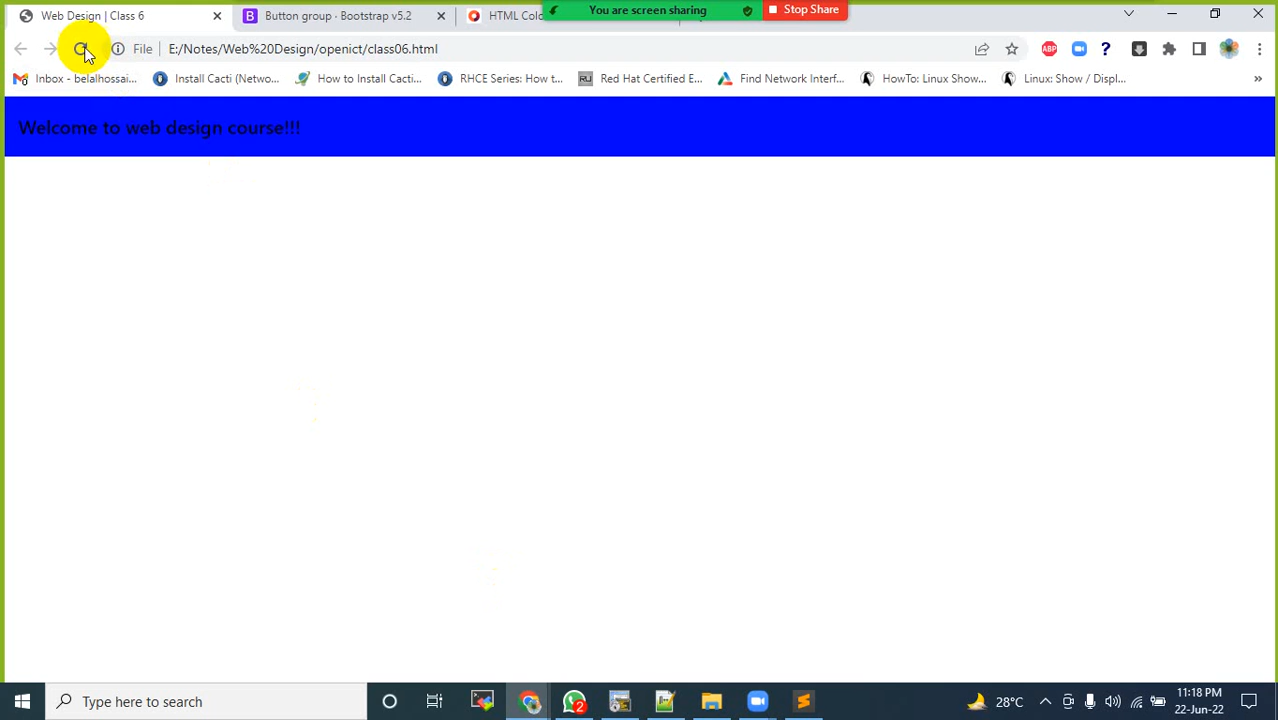 Web Design | Class 6
Button group · Bootstrap v5.2
HTML Col
You are screen sharing
Stop Share
File
E:/Notes/Web%20Design/openict/class06.html
ABP
Inbox - belalhossai...
Install Cacti (Netwo...
How to Install Cacti...
RHCE Series: How t...
Red Hat Certified E...
Find Network Interf...
HowTo: Linux Show...
Linux: Show / Displ...
»
Welcome to web design course!!!
Type here to search
2
28°C
11:18 PM
22-Jun-22